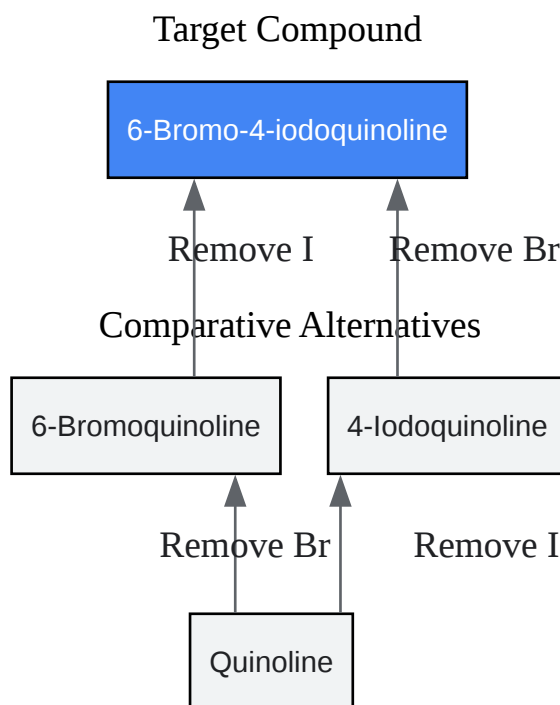 Target Compound
6-Bromo-4-iodoquinoline
Remove I
Remove Br
Comparative Alternatives
6-Bromoquinoline
4-Iodoquinoline
Remove Br
Remove I
Quinoline